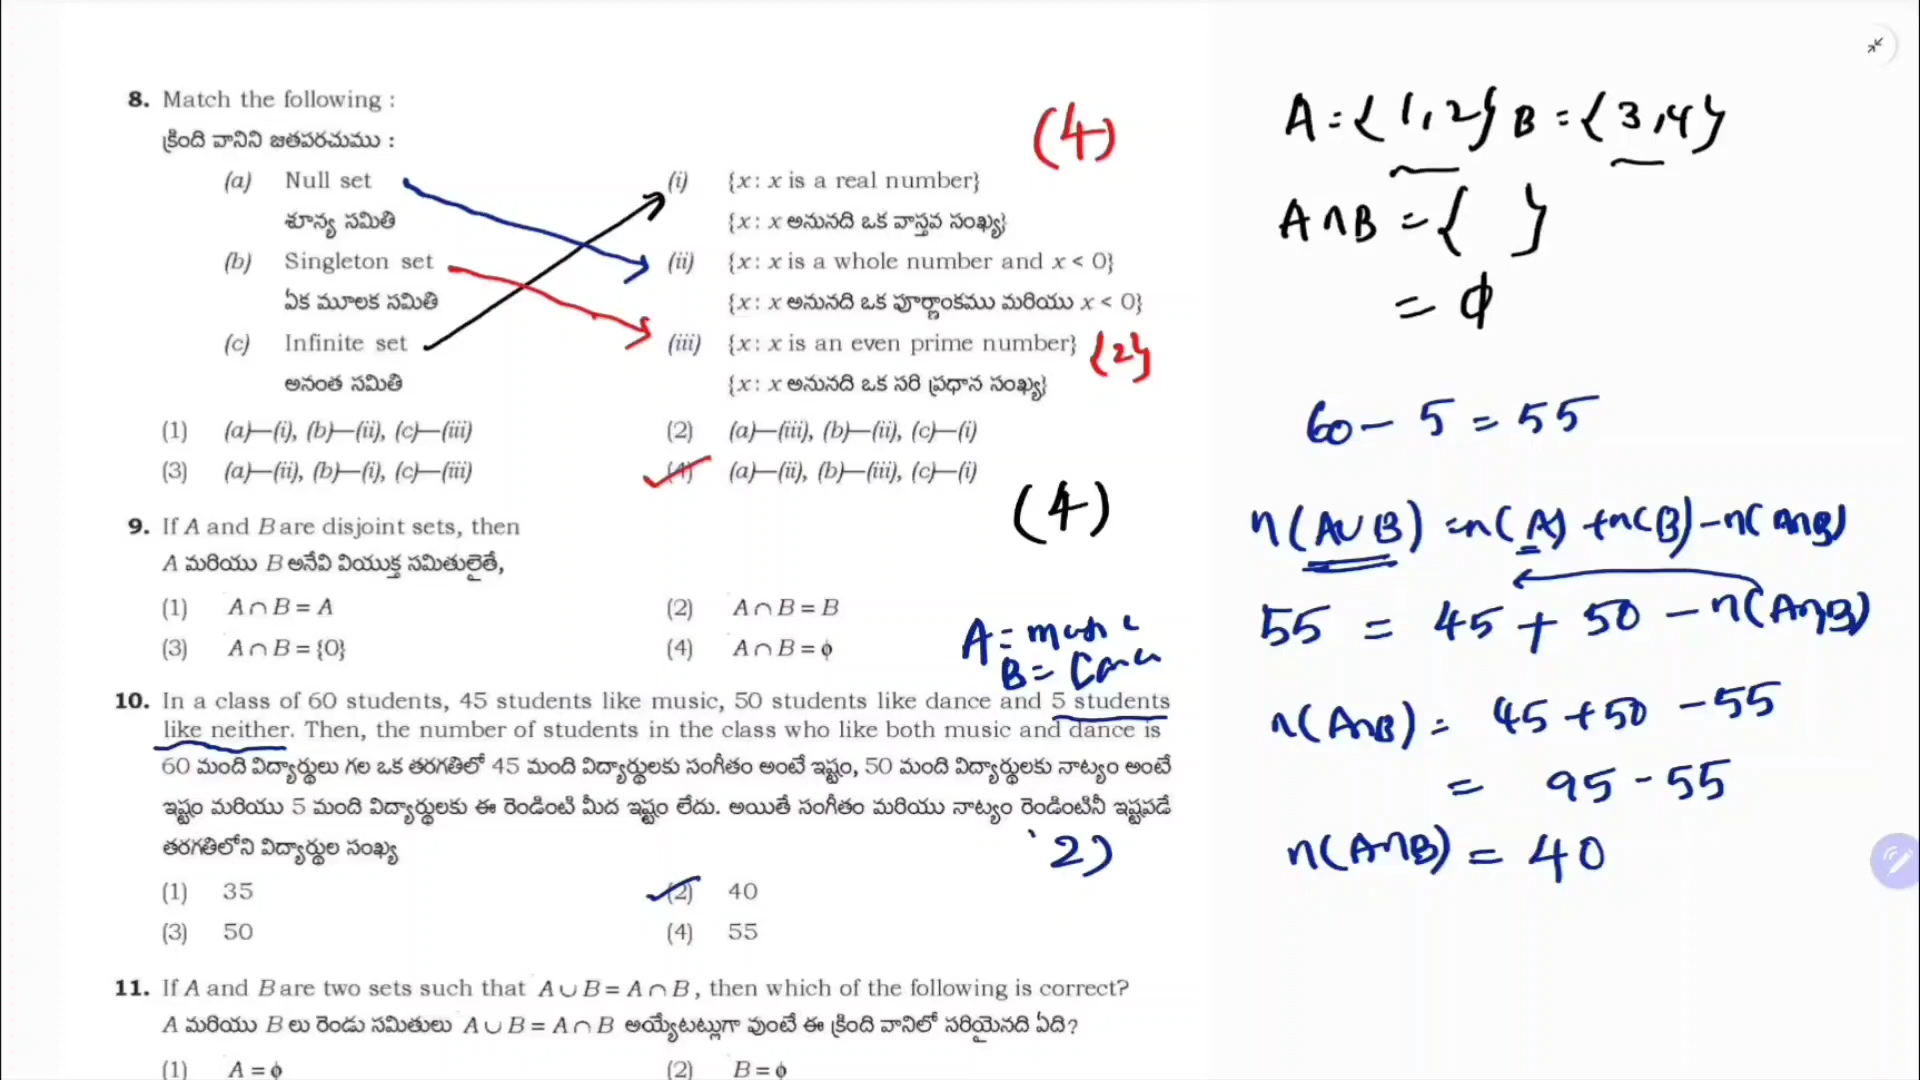 8. Match the following :
క్రింది వానిని జతపరచుము :
(4)
(a) Null set (i) {x : x is a real number}
శూన్య సమితి {x : x అనునది ఒక వాస్తవ సంఖ్య}
(b) Singleton set (ii) {x : x is a whole number and x < 0}
ఏక మూలక సమితి {x : x అనునది ఒక పూర్ణాంకము మరియు x < 0}
(c) Infinite set (iii) {x : x is an even prime number} {2}
అనంత సమితి {x : x అనునది ఒక సరి ప్రధాన సంఖ్య}
(1) (a)—(i), (b)—(ii), (c)—(iii) (2) (a)—(iii), (b)—(ii), (c)—(i)
(3) (a)—(ii), (b)—(i), (c)—(iii) (4) (a)—(ii), (b)—(iii), (c)—(i)
(4)
9. If A and B are disjoint sets, then
A మరియు B అనేవి వియుక్త సమితులైతే,
(1) A∩B = A (2) A∩B = B
(3) A∩B = {0} (4) A∩B = ϕ
A =
B =
10. In a class of 60 students, 45 students like music, 50 students like dance and 5 students
like neither. Then, the number of students in the class who like both music and dance is
60 మంది విద్యార్థులు గల ఒక తరగతిలో 45 మంది విద్యార్థులకు సంగీతం అంటే ఇష్టం, 50 మంది విద్యార్థులకు నాట్యం అంటే
ఇష్టం మరియు 5 మంది విద్యార్థులకు ఈ రెండింటి మీద ఇష్టం లేదు. అయితే సంగీతం మరియు నాట్యం రెండింటినీ ఇష్టపడే
తరగతిలోని విద్యార్థుల సంఖ్య
2)
(1) 35 (2) 40
(3) 50 (4) 55
11. If A and B are two sets such that A∪B = A∩B, then which of the following is correct?
A మరియు B లు రెండు సమితులు A∪B = A∩B అయ్యేటట్లుగా వుంటే ఈ క్రింది వానిలో సరియైనది ఏది?
(1) A = ϕ (2) B = ϕ
A = {1, 2} B = {3, 4}
A∩B = { }
= ϕ
60 - 5 = 55
n(A∪B) = n(A) + n(B) - n(A∩B)
55 = 45 + 50 - n(A∩B)
n(A∩B) = 45 + 50 - 55
= 95 - 55
n(A∩B) = 40